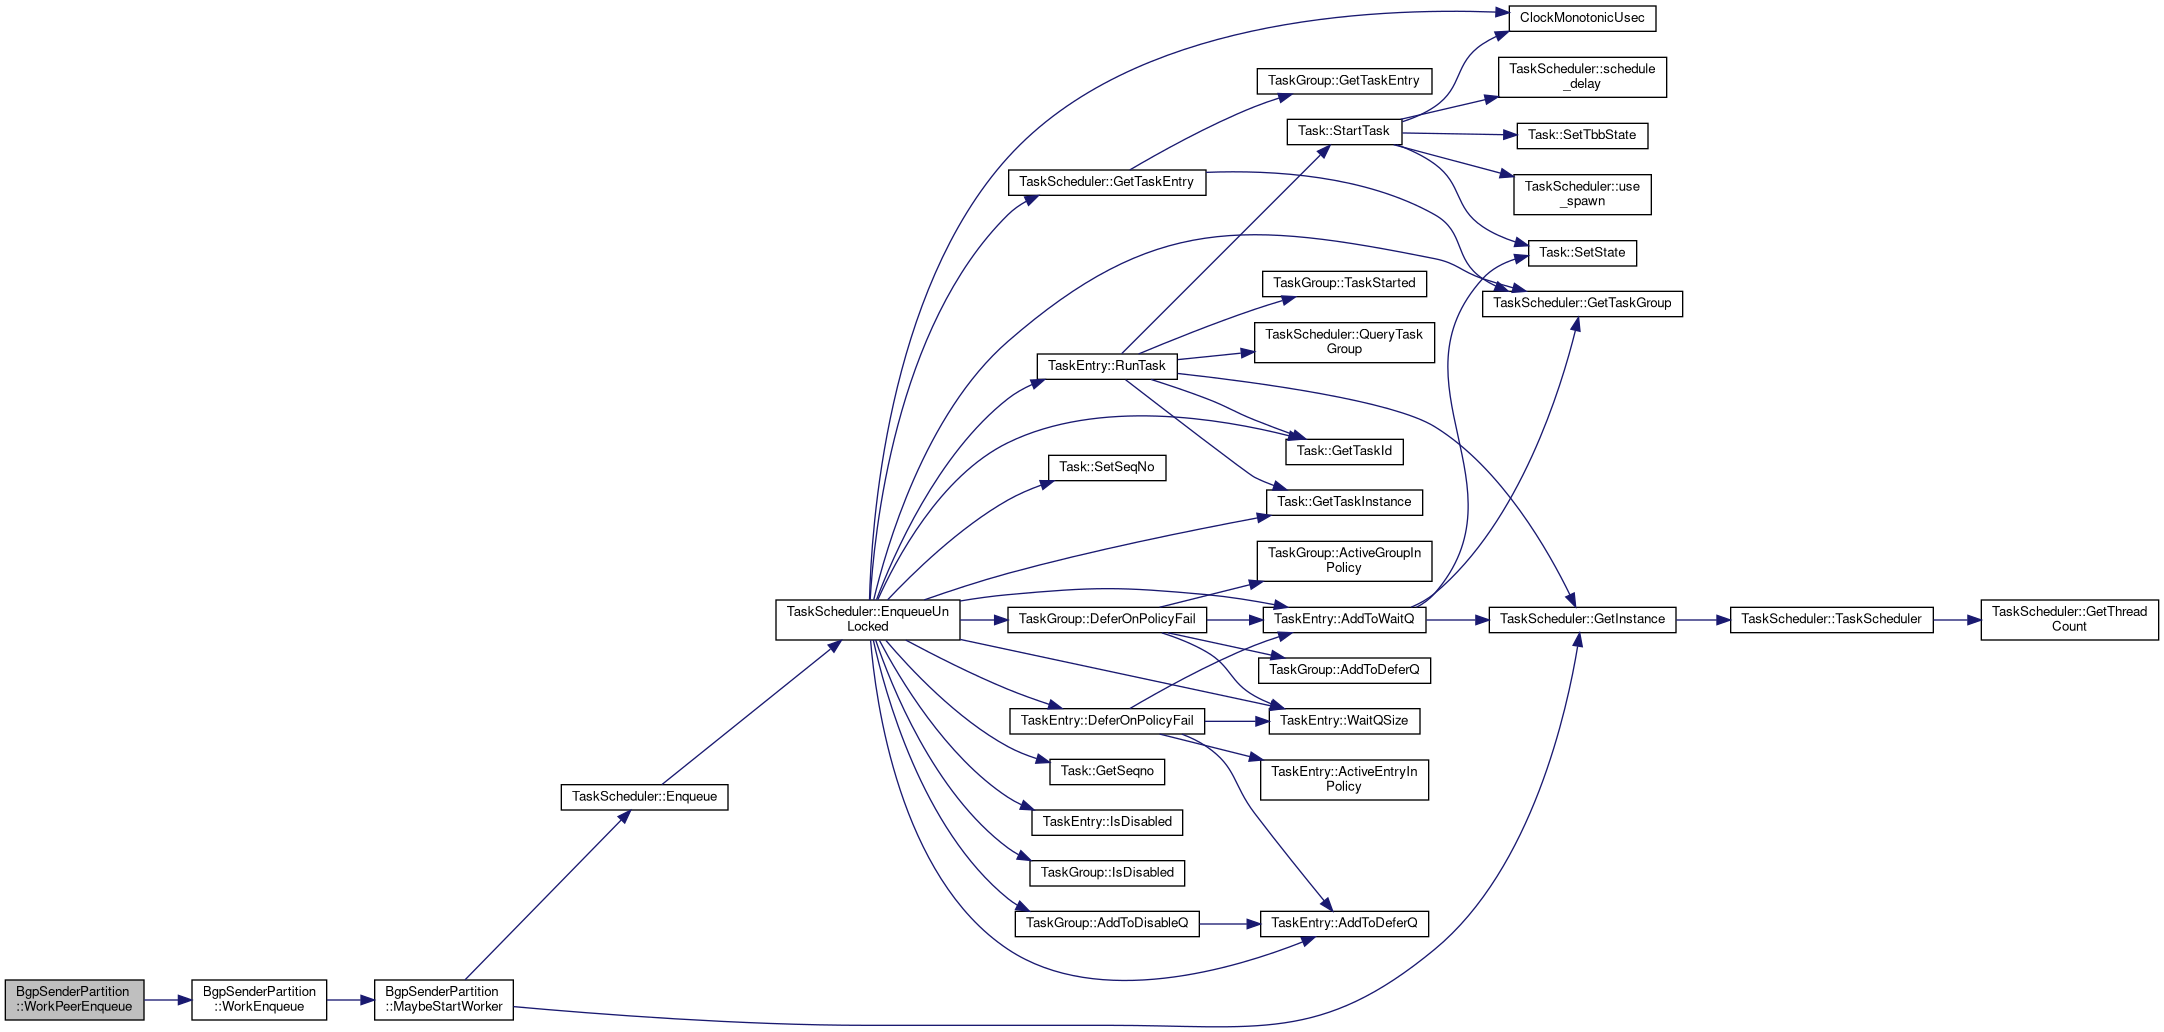 ClockMonotonicUsec
TaskScheduler::schedule
_delay
TaskGroup::GetTaskEntry
Task::StartTask
Task::SetTbbState
TaskScheduler::GetTaskEntry
TaskScheduler::use
_spawn
Task::SetState
TaskGroup::TaskStarted
TaskScheduler::GetTaskGroup
TaskScheduler::QueryTask
Group
TaskEntry::RunTask
Task::GetTaskId
Task::SetSeqNo
Task::GetTaskInstance
TaskGroup::ActiveGroupIn
Policy
TaskScheduler::EnqueueUn
Locked
TaskGroup::DeferOnPolicyFail
TaskEntry::AddToWaitQ
TaskScheduler::GetInstance
TaskScheduler::TaskScheduler
TaskScheduler::GetThread
Count
TaskGroup::AddToDeferQ
TaskEntry::DeferOnPolicyFail
TaskEntry::WaitQSize
Task::GetSeqno
TaskEntry::ActiveEntryIn
Policy
TaskScheduler::Enqueue
TaskEntry::IsDisabled
TaskGroup::IsDisabled
TaskGroup::AddToDisableQ
TaskEntry::AddToDeferQ
BgpSenderPartition
::WorkPeerEnqueue
BgpSenderPartition
::WorkEnqueue
BgpSenderPartition
::MaybeStartWorker